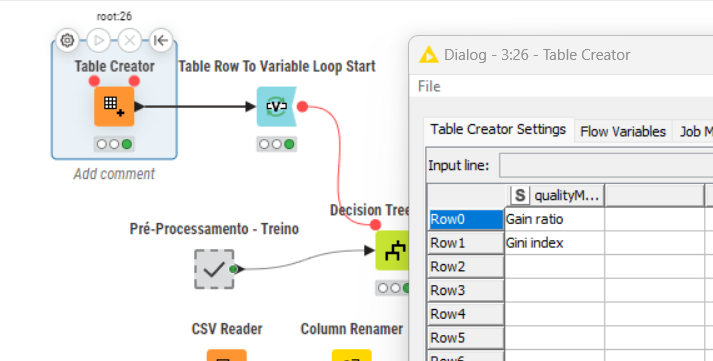 root:26
Table Creator
Table Row To Variable Loop Start
Add comment
Pré-Processamento - Treino
Decision Tree
CSV Reader
Column Renamer
Dialog - 3:26 - Table Creator
File
Table Creator Settings
Flow Variables
Job M
Input line:
S qualityM...
Row0 Gain ratio
Row1 Gini index
Row2
Row3
Row4
Row5